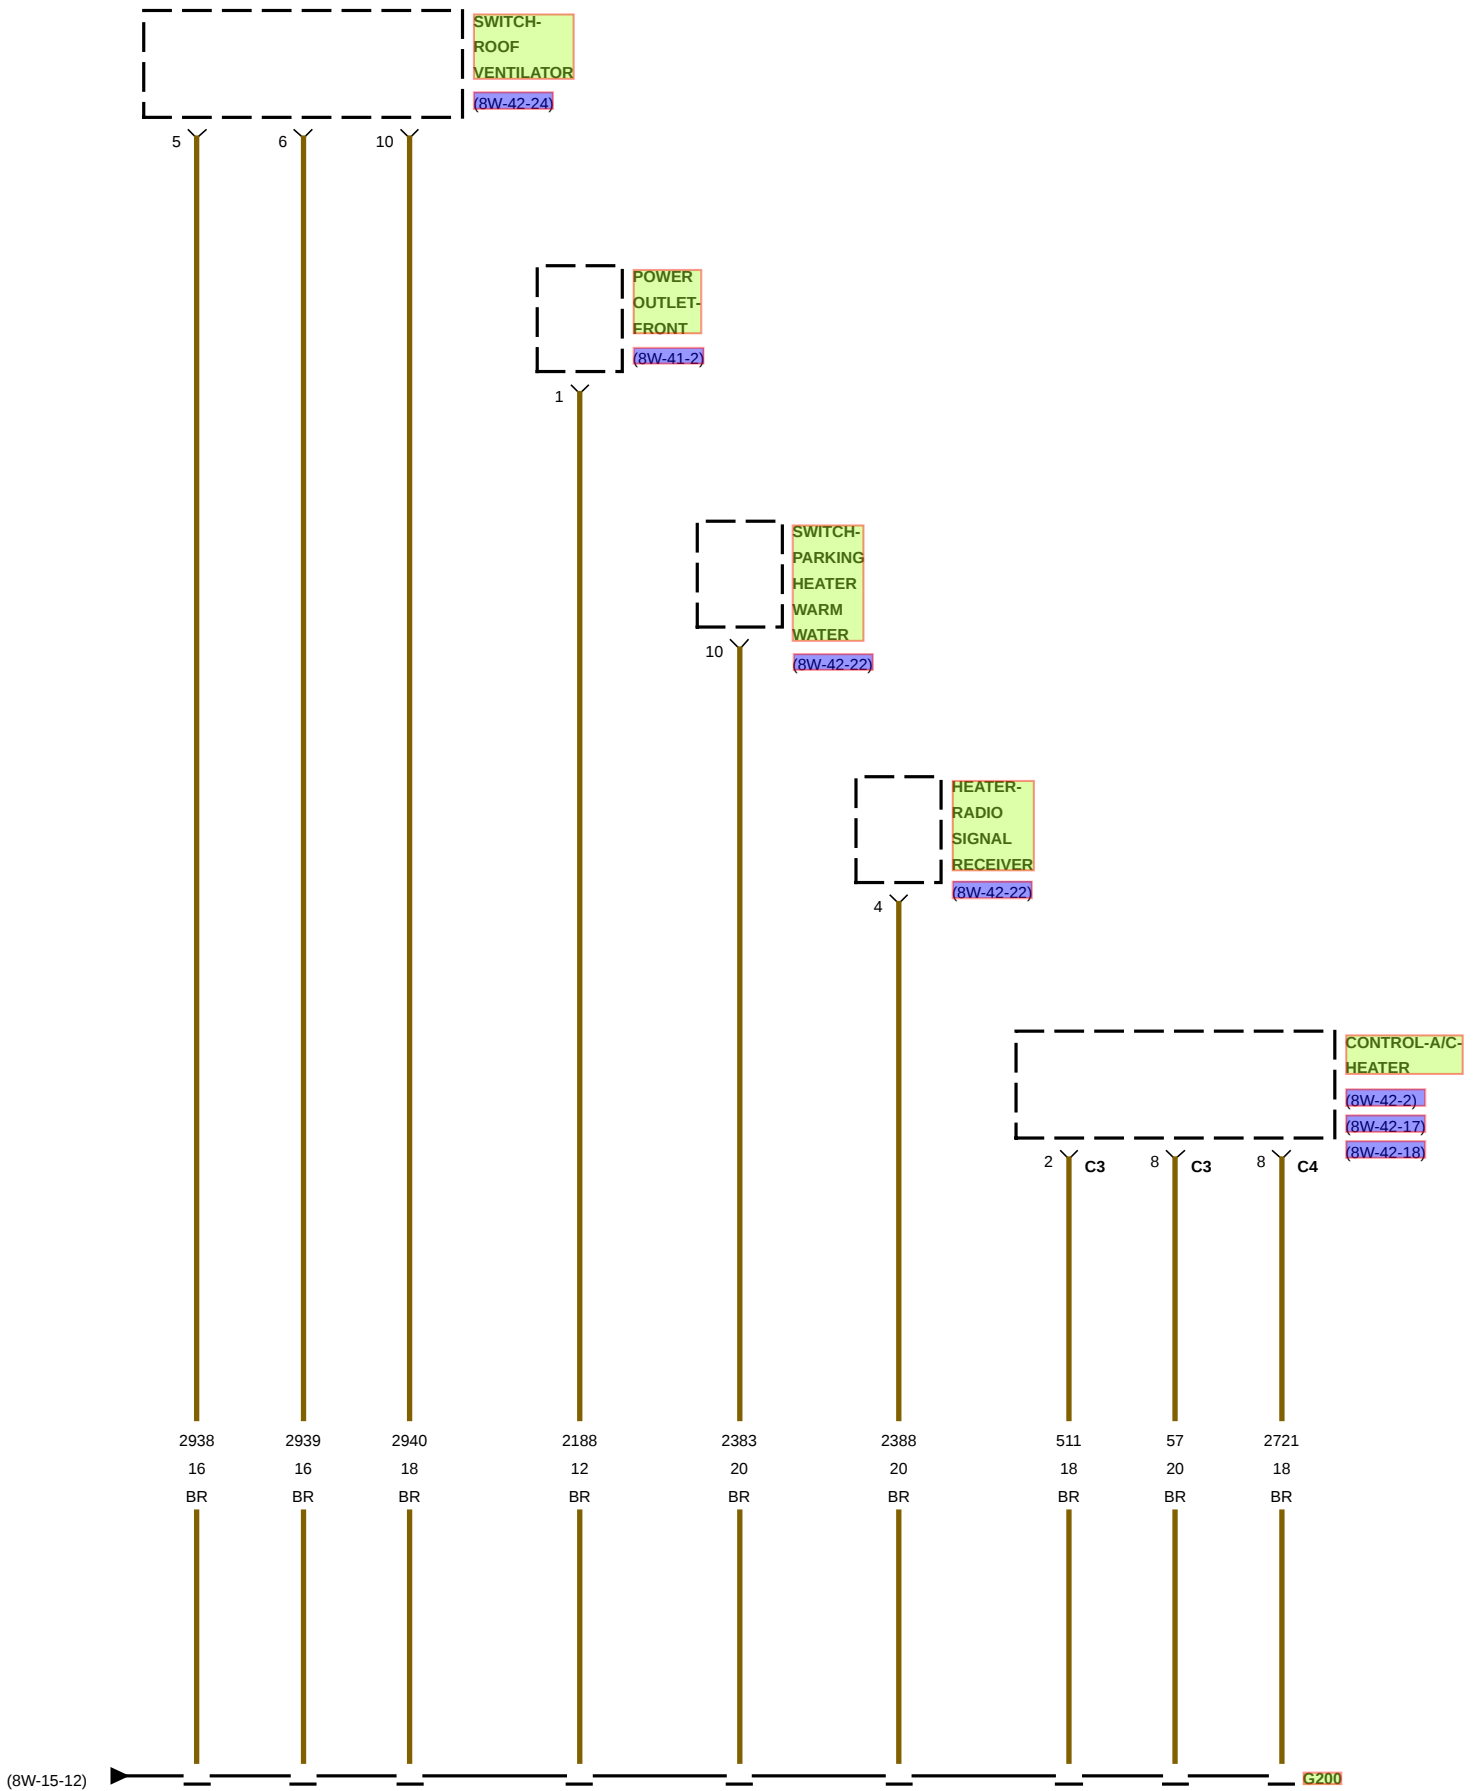 SWITCH-
ROOF
VENTILATOR
(8W-42-24)
5 6 10
POWER
OUTLET-
FRONT
(8W-41-2)
1
SWITCH-
PARKING
HEATER
WARM
WATER
(8W-42-22)
10
HEATER-
RADIO
SIGNAL
RECEIVER
(8W-42-22)
4
CONTROL-A/C-
HEATER
(8W-42-2)
(8W-42-17)
(8W-42-18)
2 C3 8 C3 8 C4
2938 2939 2940 2188 2383 2388 511 57 2721
16 16 18 12 20 20 18 20 18
BR BR BR BR BR BR BR BR BR
(8W-15-12) G200